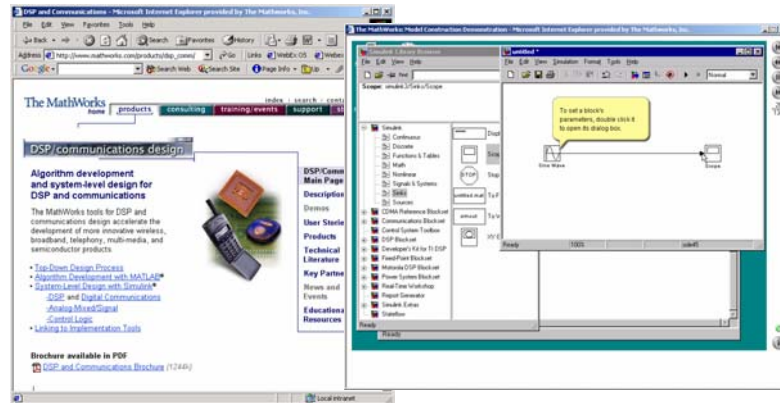 DSP and Communications - Microsoft Internet Explorer provided by The Mathworks, Inc.
File Edit View Favorites Tools Help
Back Search Favorites History
Address http://www.mathworks.com/products/dsp_comm/ Go Links WebEx OS
Google Search Web Search Site Page Info Up
The MathWorks
index search
home products consulting training/events support
DSP/communications design
Algorithm development
and system-level design for
DSP and communications
The MathWorks tools for DSP and
communications design accelerate the
development of more innovative wireless,
broadband, telephony, multi-media, and
semiconductor products.
• Top-Down Design Process
• Algorithm Development with MATLAB®
• System-Level Design with Simulink®
-DSP and Digital Communications
-Analog-Mixed/Signal
-Control Logic
• Linking to Implementation Tools
Brochure available in PDF
DSP and Communications Brochure (1244k)
Main Page
Demos
Products
Technical
Literature
News and
Events
Resources
Local intranet
The MathWorks Model Construction Demonstration - Microsoft Internet Explorer provided by The Mathworks, Inc.
Simulink Library Browser
File Edit View Help
Find
Scope: simulink3/Sinks/Scope
Simulink
Continuous
Discrete
Functions & Tables
Math
Nonlinear
Signals & Systems
Sinks
Sources
CDMA Reference Blockset
Communications Blockset
Control System Toolbox
DSP Blockset
Developer's Kit for TI DSP
Fixed-Point Blockset
Motorola DSP Blockset
Power System Blockset
Real-Time Workshop
Report Generator
Simulink Extras
Stateflow
STOP
untitled.mat
Ready
Ready
untitled *
File Edit View Simulation Format Tools Help
Normal
To set a block's
parameters, double click it
to open its dialog box.
Sine Wave
Scope
Ready 100% ode45